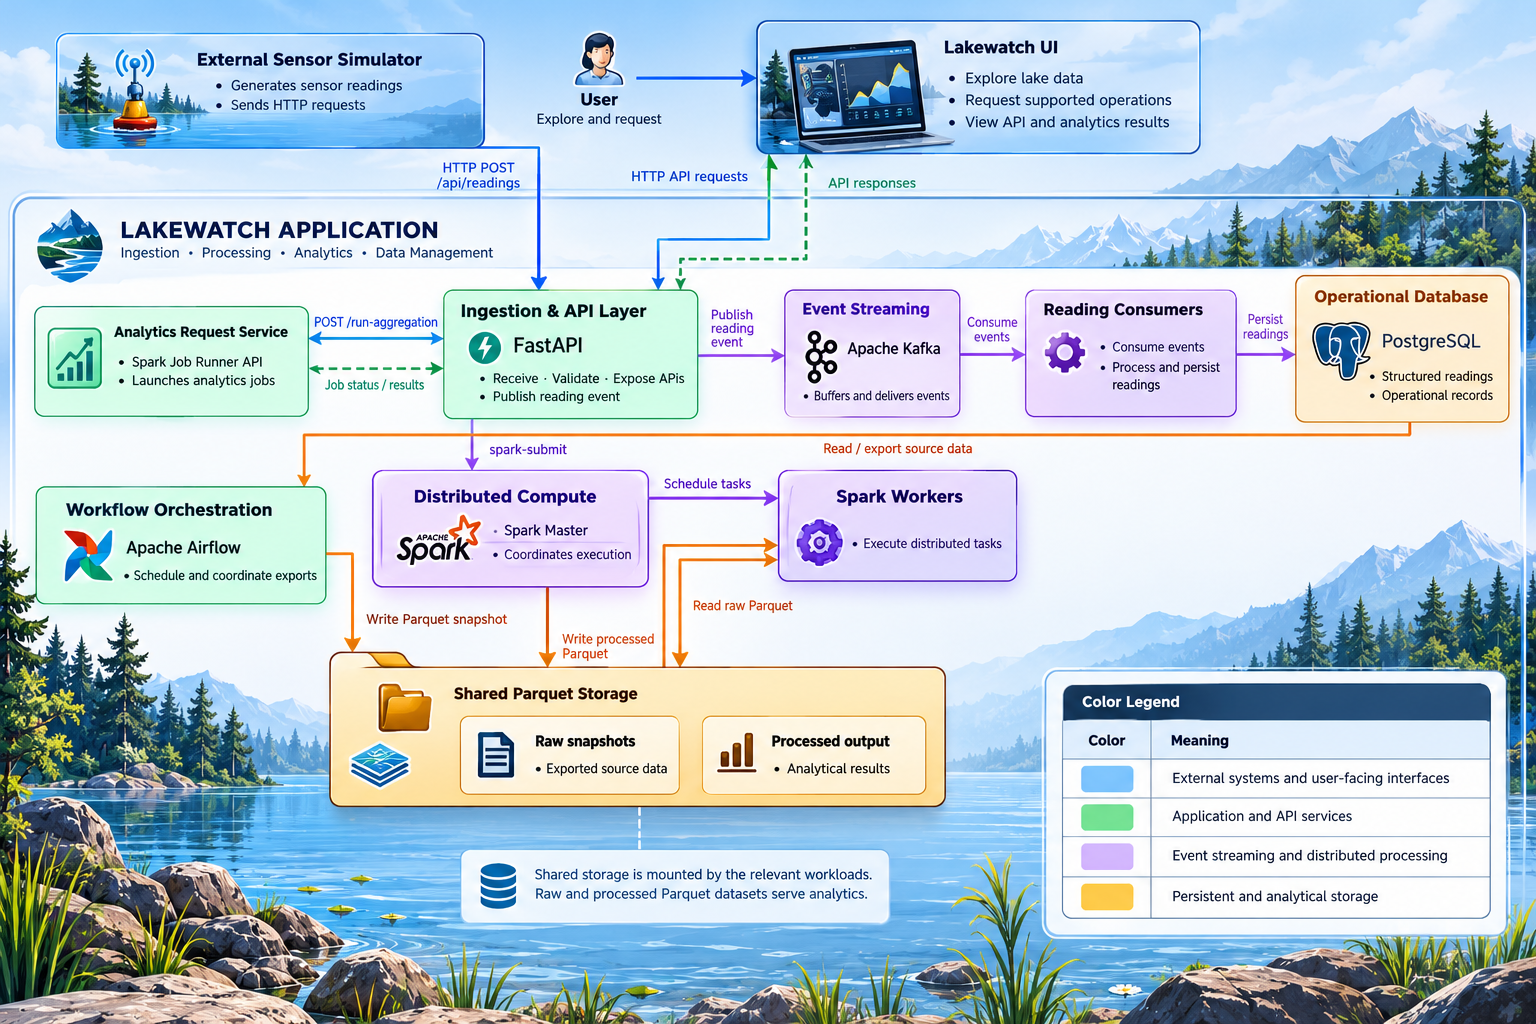 External Sensor Simulator
• Generates sensor readings
• Sends HTTP requests
User
Explore and request
Lakewatch UI
• Explore lake data
• Request supported operations
• View API and analytics results
HTTP POST
/api/readings
HTTP API requests
API responses
LAKEWATCH APPLICATION
Ingestion • Processing • Analytics • Data Management
Analytics Request Service
• Spark Job Runner API
• Launches analytics jobs
POST /run-aggregation
Job status / results
Ingestion & API Layer
FastAPI
• Receive · Validate · Expose APIs
• Publish reading event
Publish
reading
event
Event Streaming
Apache Kafka
• Buffers and delivers events
Consume
events
Reading Consumers
• Consume events
• Process and persist
readings
Persist
readings
Operational Database
PostgreSQL
• Structured readings
• Operational records
spark-submit
Read / export source data
Workflow Orchestration
Apache Airflow
• Schedule and coordinate exports
Distributed Compute
APACHE
Spark
• Spark Master
• Coordinates execution
Schedule tasks
Spark Workers
• Execute distributed tasks
Write Parquet snapshot
Write processed
Parquet
Read raw Parquet
Shared Parquet Storage
Raw snapshots
• Exported source data
Processed output
• Analytical results
Shared storage is mounted by the relevant workloads.
Raw and processed Parquet datasets serve analytics.
Color Legend
Color Meaning
External systems and user-facing interfaces
Application and API services
Event streaming and distributed processing
Persistent and analytical storage